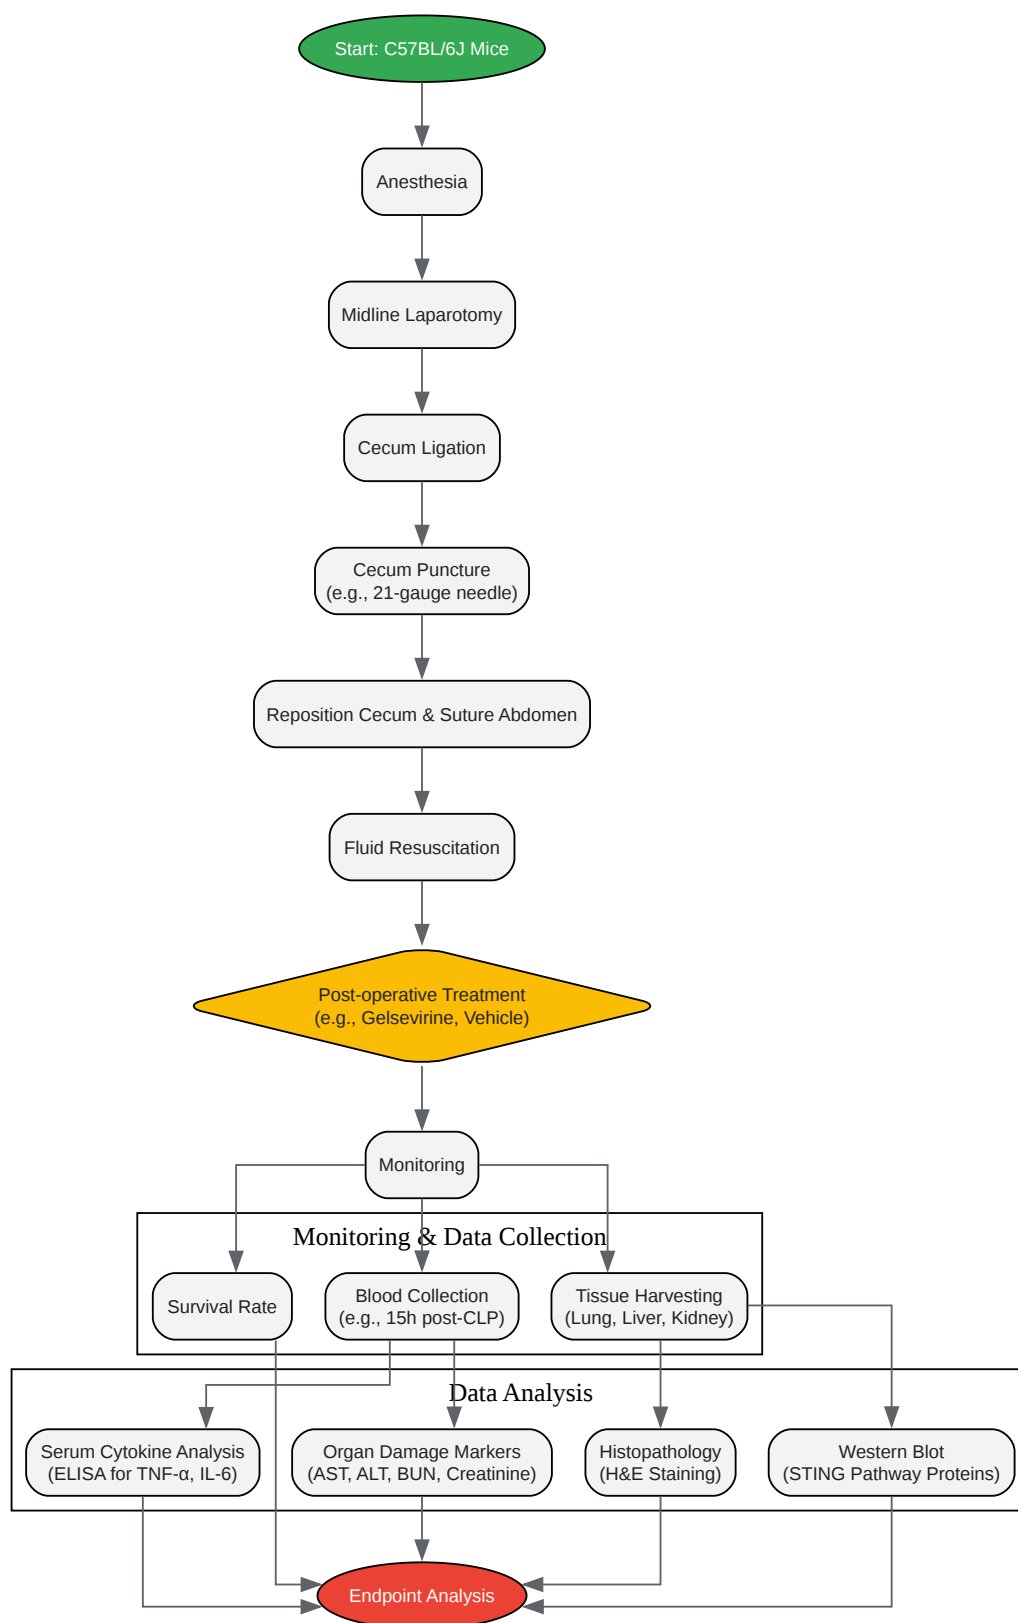 Start: C57BL/6J Mice
Anesthesia
Midline Laparotomy
Cecum Ligation
Cecum Puncture
(e.g., 21-gauge needle)
Reposition Cecum & Suture Abdomen
Fluid Resuscitation
Post-operative Treatment
(e.g., Gelsevirine, Vehicle)
Monitoring
Monitoring & Data Collection
Survival Rate
Blood Collection
(e.g., 15h post-CLP)
Tissue Harvesting
(Lung, Liver, Kidney)
Data Analysis
Serum Cytokine Analysis
(ELISA for TNF-α, IL-6)
Organ Damage Markers
(AST, ALT, BUN, Creatinine)
Histopathology
(H&E Staining)
Western Blot
(STING Pathway Proteins)
Endpoint Analysis